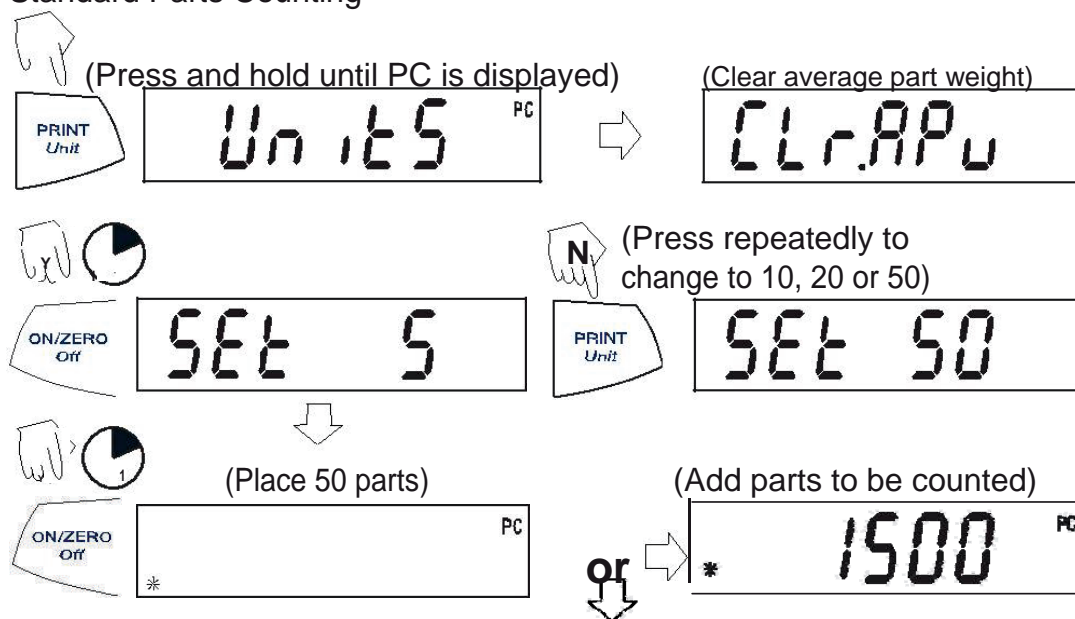 Standard Parts Counting
(Press and hold until PC is displayed)
(Clear average part weight)
PRINT
Unit
UnitS PC
CLr.APw
Y
N
(Press repeatedly to
change to 10, 20 or 50)
ON/ZERO
Off
SEt 5
PRINT
Unit
SEt 50
1
(Place 50 parts)
(Add parts to be counted)
ON/ZERO
Off
* PC
or
* 1500 PC